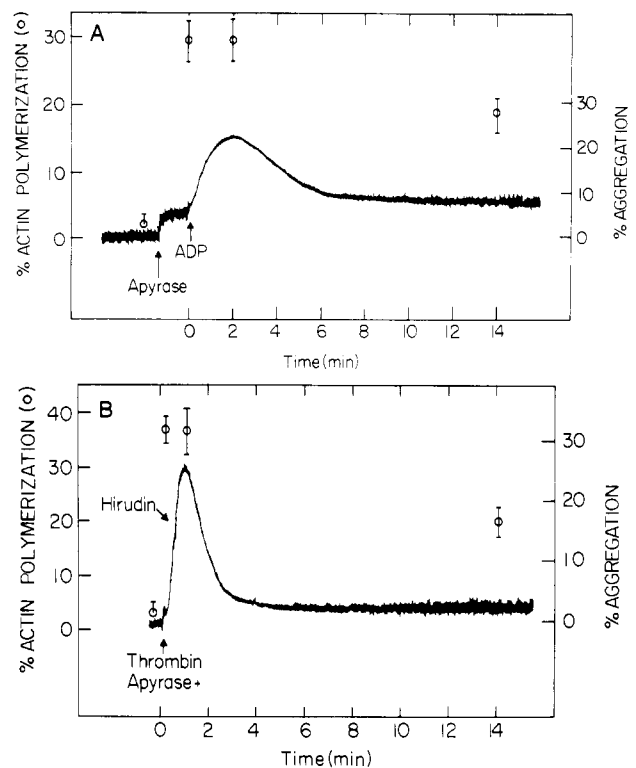 A
% ACTIN POLYMERIZATION (o)
30
20
10
0
30
20
10
0
% AGGREGATION
ADP
Apyrase
0 2 4 6 8 10 12 14
Time (min)
B
% ACTIN POLYMERIZATION (o)
40
30
20
10
0
30
20
10
0
% AGGREGATION
Hirudin
Thrombin
Apyrase+
0 2 4 6 8 10 12 14
Time (min)